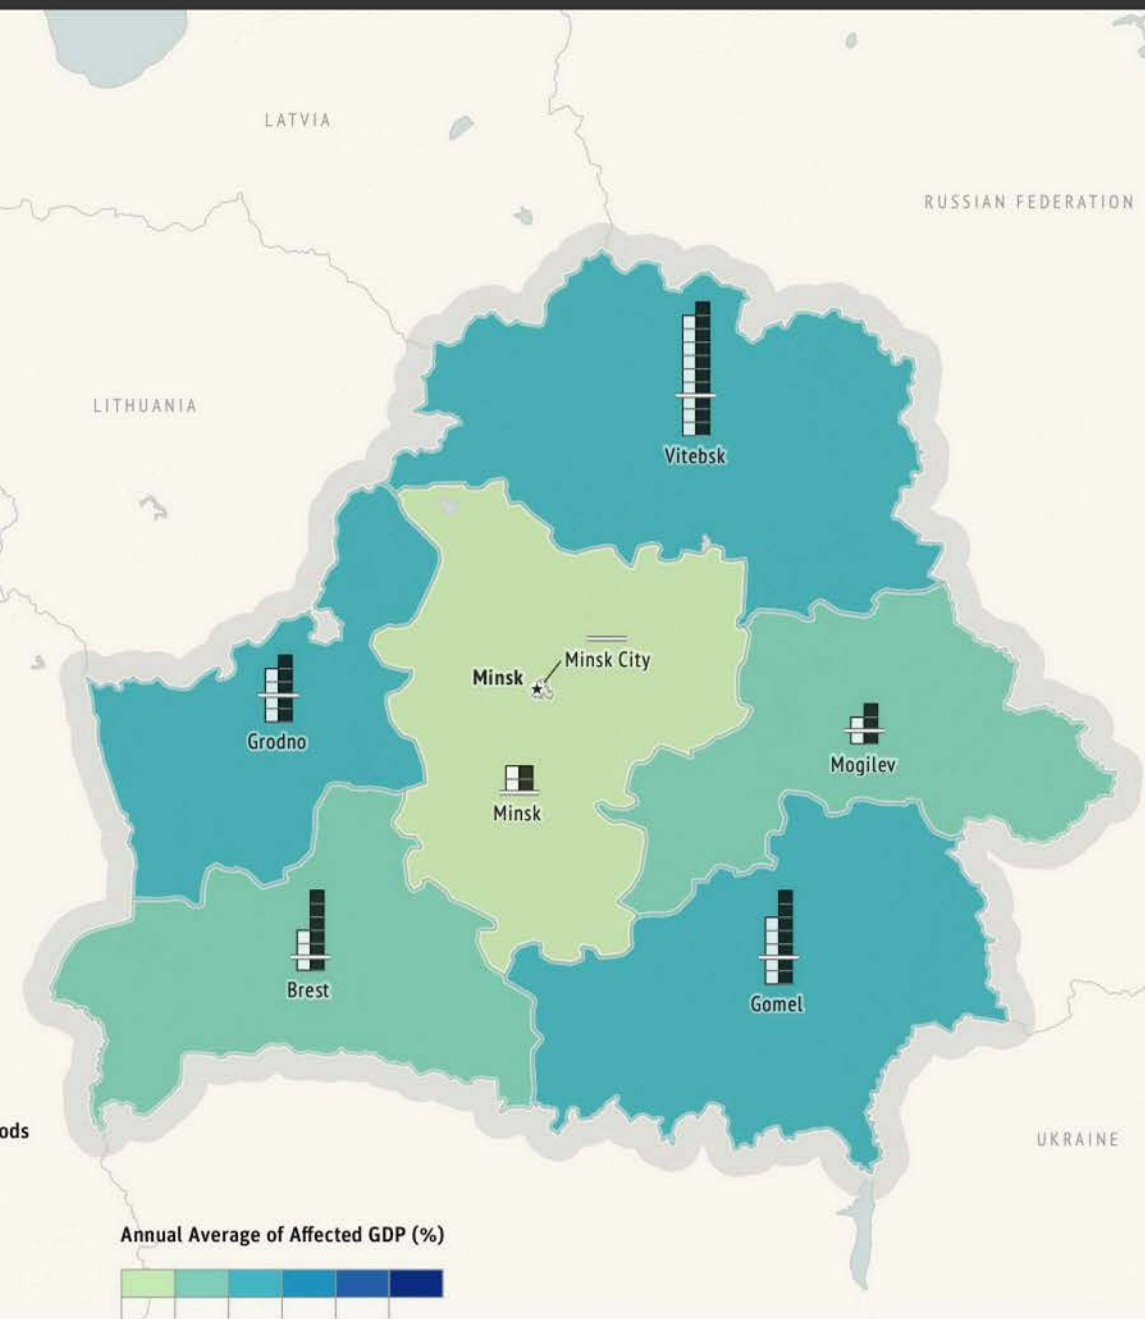 LATVIA
RUSSIAN FEDERATION
LITHUANIA
Vitebsk
Minsk City
Minsk
Grodno
Mogilev
Minsk
Brest
Gomel
ods
UKRAINE
Annual Average of Affected GDP (%)